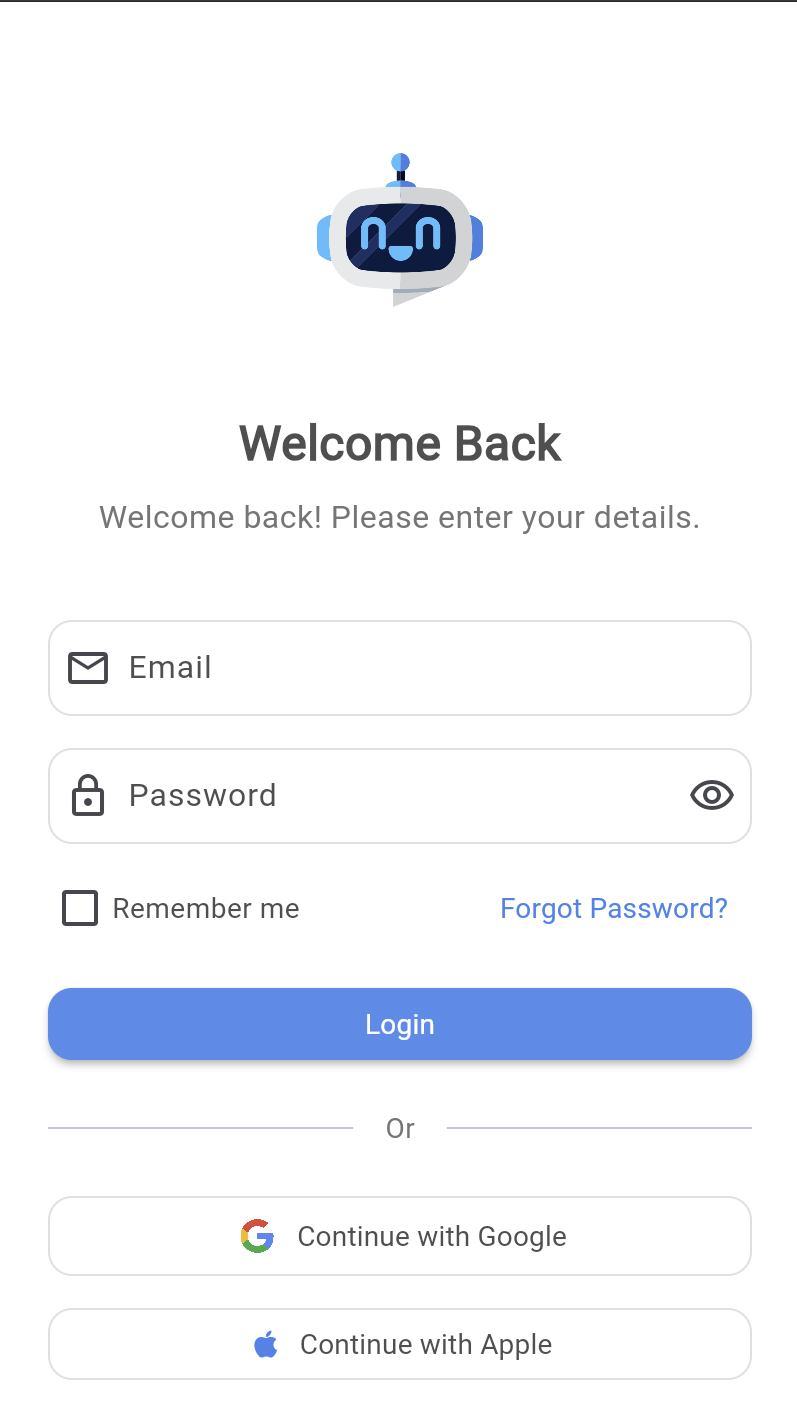 Welcome Back
Welcome back! Please enter your details.
Email
Password
Remember me
Forgot Password?
Login
Or
Continue with Google
Continue with Apple